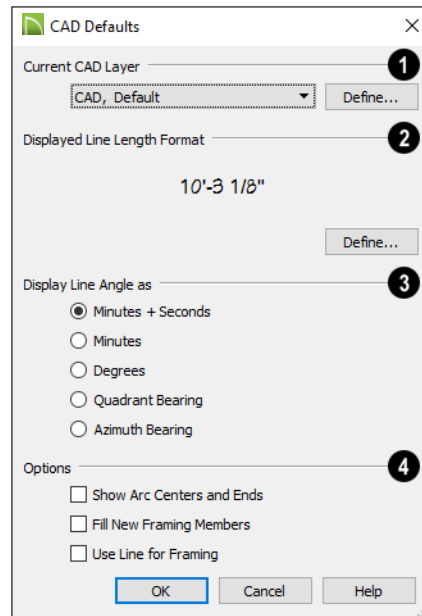 CAD Defaults
Current CAD Layer 1
CAD, Default Define...
Displayed Line Length Format 2
10'-3 1/8"
Define...
Display Line Angle as 3
Minutes + Seconds
Minutes
Degrees
Quadrant Bearing
Azimuth Bearing
Options 4
Show Arc Centers and Ends
Fill New Framing Members
Use Line for Framing
OK Cancel Help